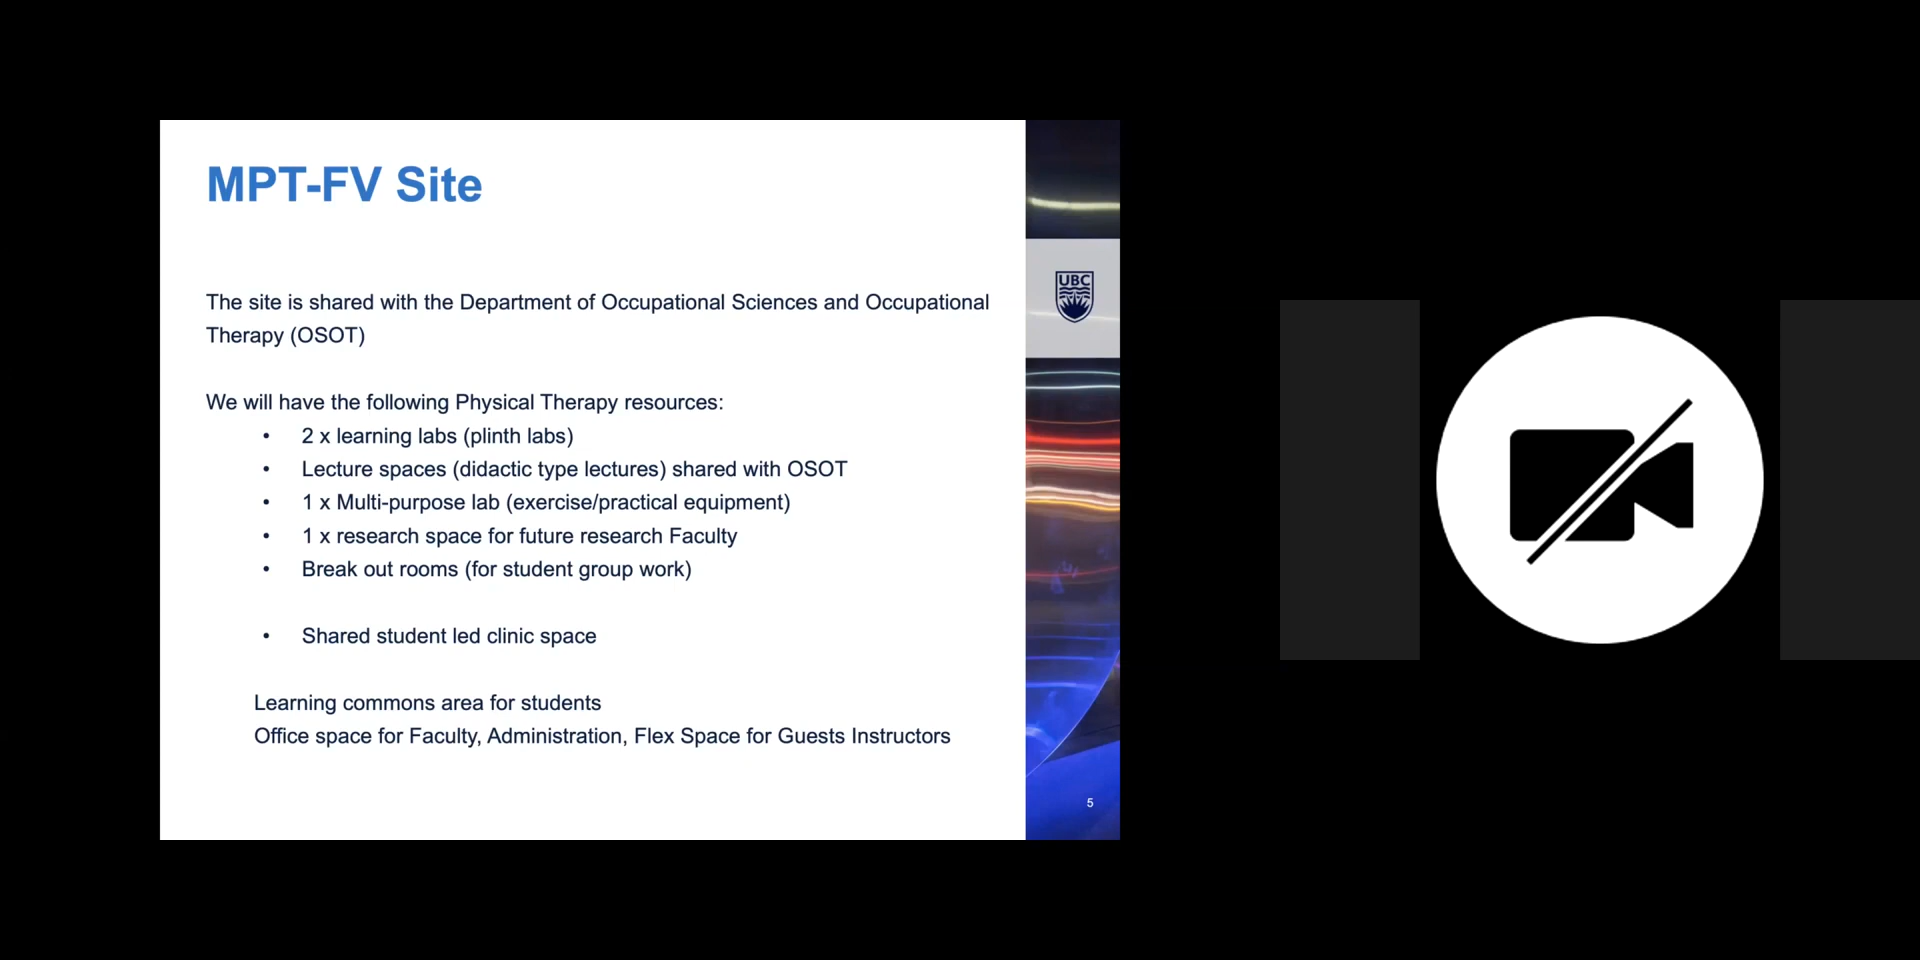 MPT-FV Site
The site is shared with the Department of Occupational Sciences and Occupational
Therapy (OSOT)
We will have the following Physical Therapy resources:
• 2 x learning labs (plinth labs)
• Lecture spaces (didactic type lectures) shared with OSOT
• 1 x Multi-purpose lab (exercise/practical equipment)
• 1 x research space for future research Faculty
• Break out rooms (for student group work)
• Shared student led clinic space
Learning commons area for students
Office space for Faculty, Administration, Flex Space for Guests Instructors
UBC
5